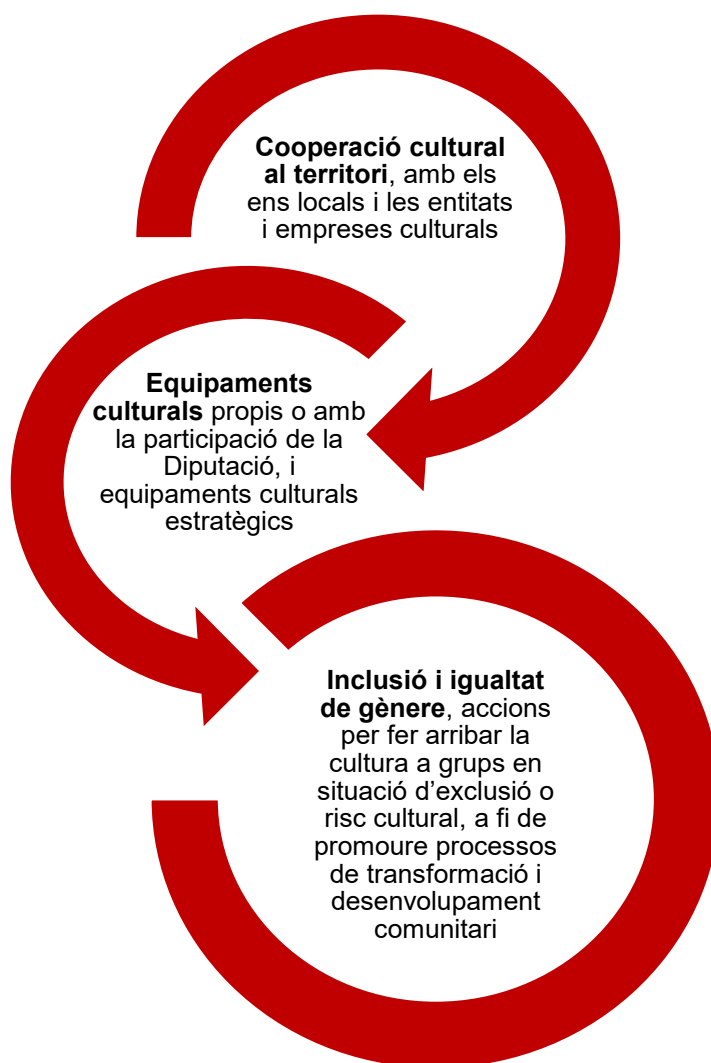 Cooperació cultural
al territori, amb els
ens locals i les entitats
i empreses culturals
Equipaments
culturals propis o amb
la participació de la
Diputació, i
equipaments culturals
estratègics
Inclusió i igualtat
de gènere, accions
per fer arribar la
cultura a grups en
situació d’exclusió o
risc cultural, a fi de
promoure processos
de transformació i
desenvolupament
comunitari